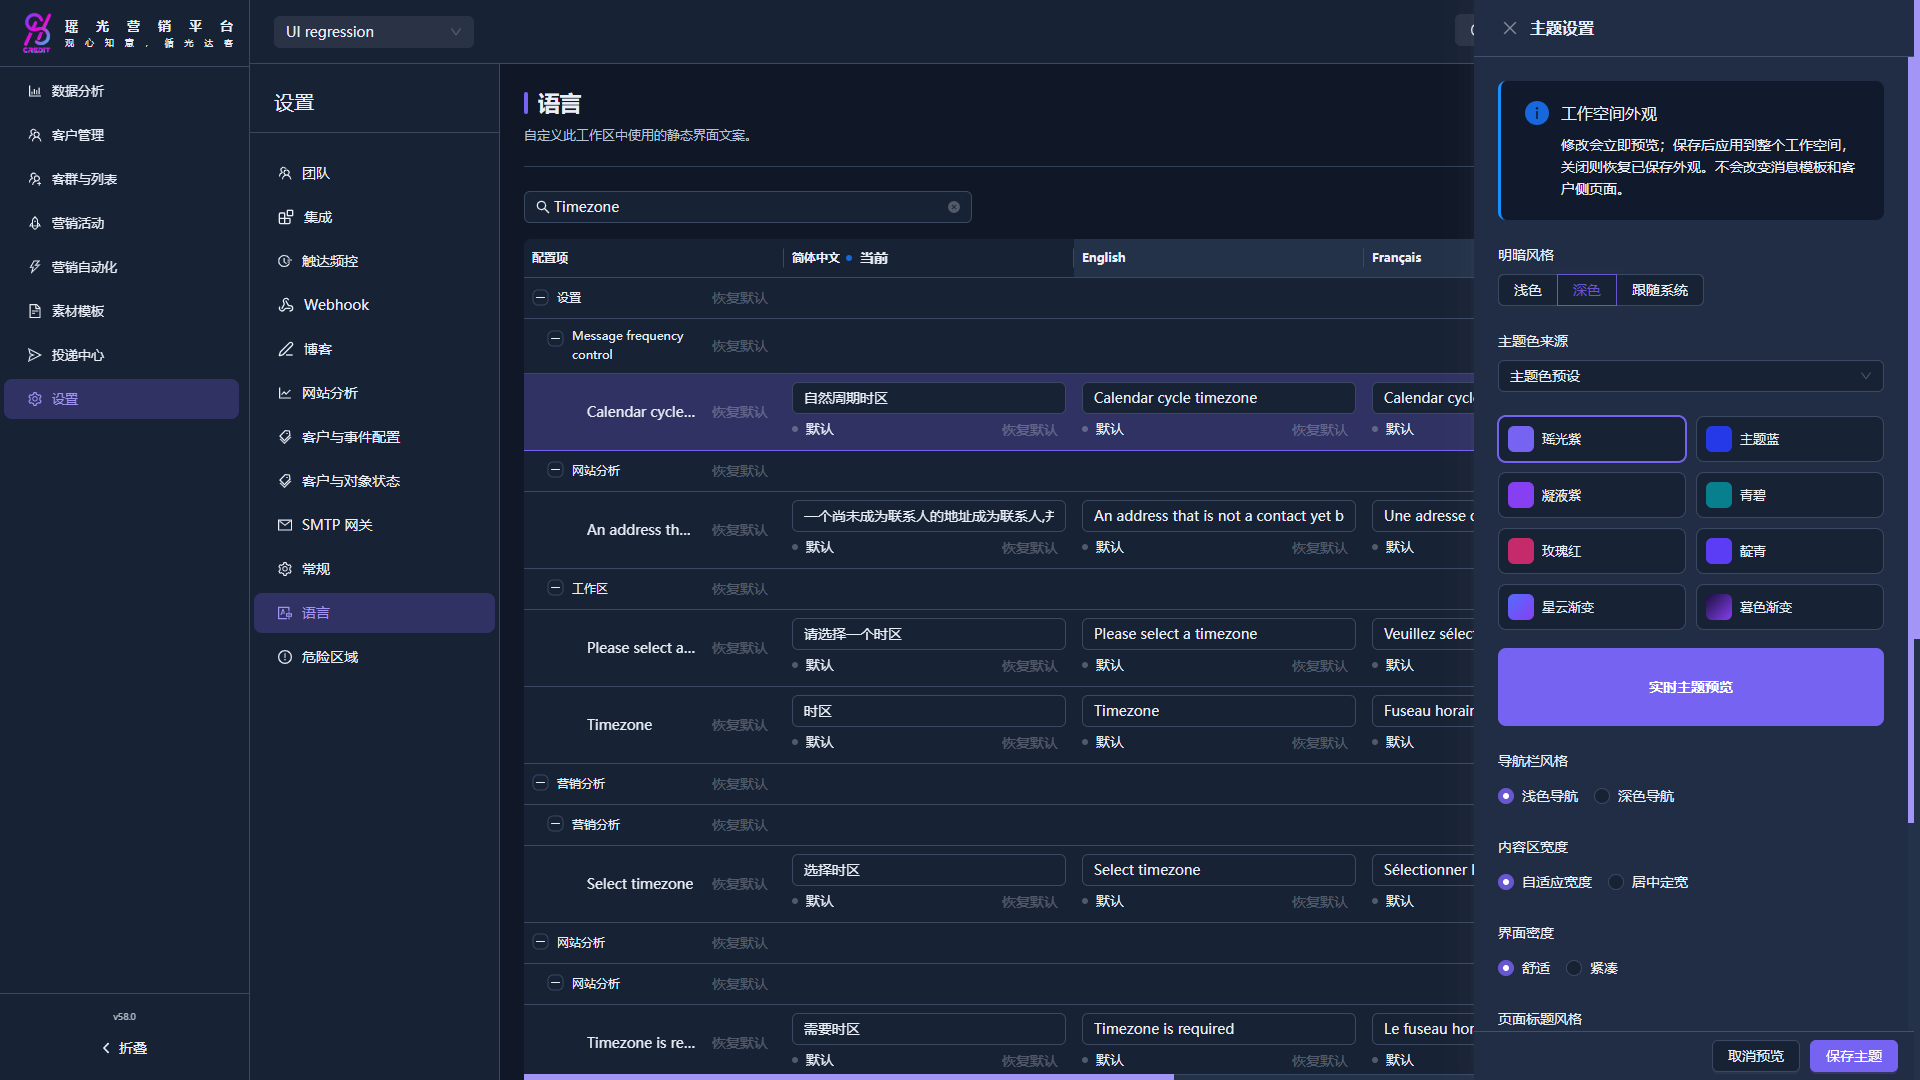 瑶光营销平台
观心知意,循光达客
CREDIT
数据分析
客户管理
客群与列表
营销活动
营销自动化
素材模板
投递中心
设置
v58.0
折叠
UI regression
设置
团队
集成
触达频控
Webhook
博客
网站分析
客户与事件配置
客户与对象状态
SMTP 网关
常规
语言
危险区域
语言
自定义此工作区中使用的静态界面文案。
Timezone
配置项 简体中文 当前 English Français
设置 恢复默认
Message frequency control 恢复默认
Calendar cycle... 恢复默认 自然周期时区 Calendar cycle timezone Calendar cycl
默认 恢复默认 默认 恢复默认 默认
网站分析 恢复默认
An address th... 恢复默认 一个尚未成为联系人的地址成为联系人,并 An address that is not a contact yet b Une adresse
默认 恢复默认 默认 恢复默认 默认
工作区 恢复默认
Please select a... 恢复默认 请选择一个时区 Please select a timezone Veuillez sélect
默认 恢复默认 默认 恢复默认 默认
Timezone 恢复默认 时区 Timezone Fuseau horair
默认 恢复默认 默认 恢复默认 默认
营销分析 恢复默认
营销分析 恢复默认
Select timezone 恢复默认 选择时区 Select timezone Sélectionner
默认 恢复默认 默认 恢复默认 默认
网站分析 恢复默认
网站分析 恢复默认
Timezone is re... 恢复默认 需要时区 Timezone is required Le fuseau hor
默认 恢复默认 默认 恢复默认 默认
主题设置
工作空间外观
修改会立即预览；保存后应用到整个工作空间，
关闭则恢复已保存外观。不会改变消息模板和客
户侧页面。
明暗风格
浅色 深色 跟随系统
主题色来源
主题色预设
瑶光紫 主题蓝
凝液紫 青碧
玫瑰红 靛青
星云渐变 暮色渐变
实时主题预览
导航栏风格
浅色导航 深色导航
内容区宽度
自适应宽度 居中定宽
界面密度
舒适 紧凑
页面标题风格
取消预览 保存主题